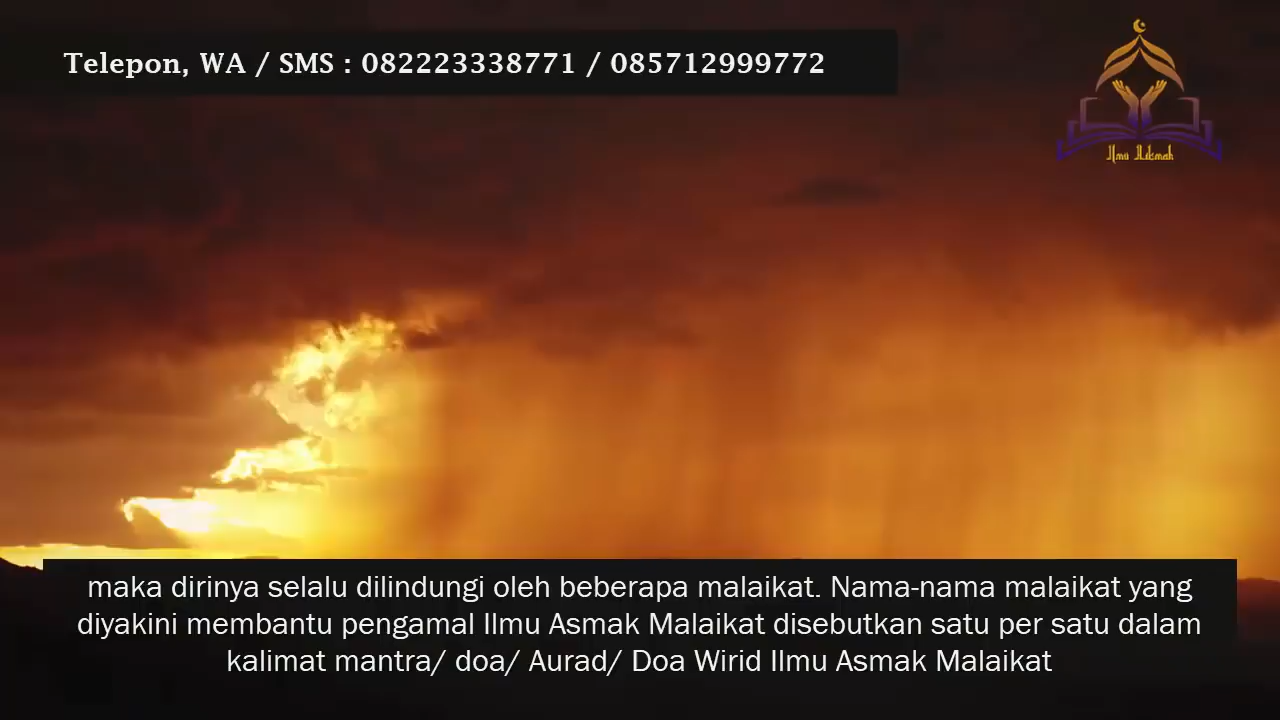 Telepon, WA / SMS : 082223338771 / 085712999772
Ilmu Hikmah
maka dirinya selalu dilindungi oleh beberapa malaikat. Nama-nama malaikat yang
diyakini membantu pengamal Ilmu Asmak Malaikat disebutkan satu per satu dalam
kalimat mantra/ doa/ Aurad/ Doa Wirid Ilmu Asmak Malaikat